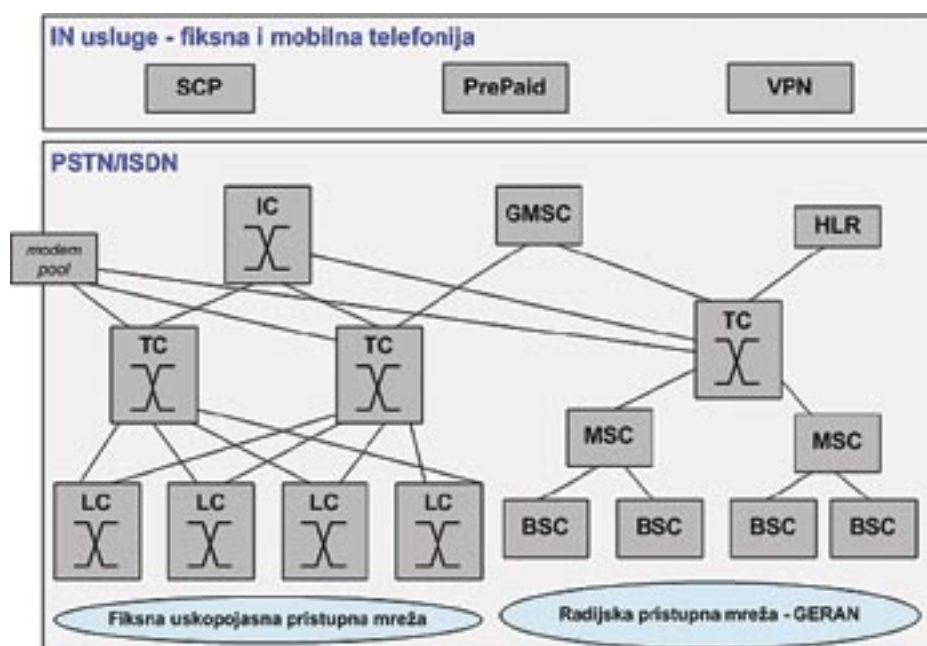 IN usluge - fiksna i mobilna telefonija
SCP
PrePaid
VPN
PSTN/ISDN
IC
GMSC
HLR
modem
pool
TC
TC
TC
MSC
MSC
LC
LC
LC
LC
BSC
BSC
BSC
BSC
Fiksna uskopojasna pristupna mreža
Radijska pristupna mreža - GERAN